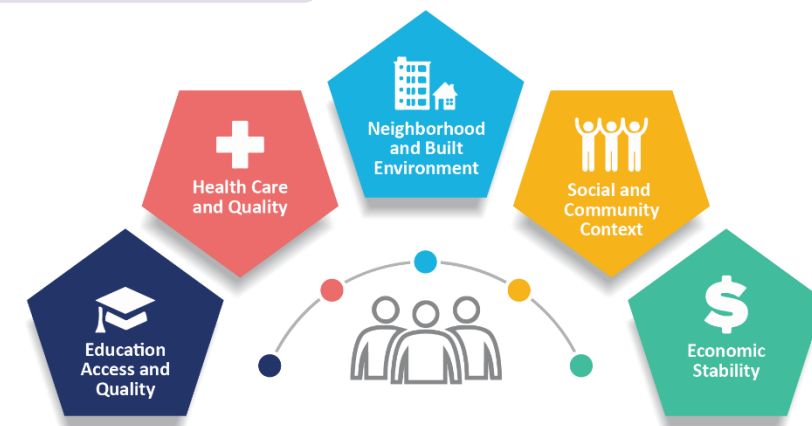 Neighborhood
and Built
Environment
Health Care
and Quality
Social and
Community
Context
Education
Access and
Quality
$
Economic
Stability